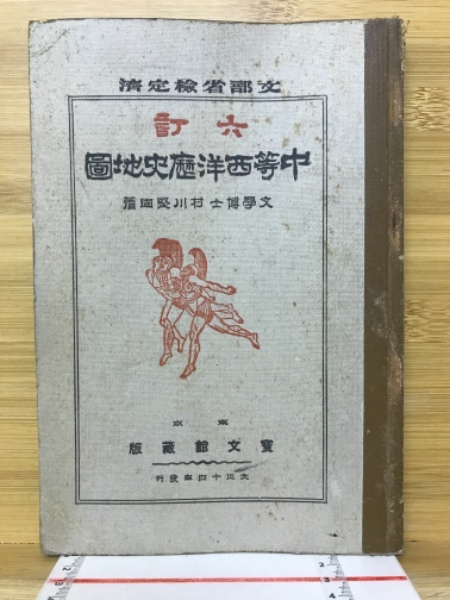 文部省檢定濟
六訂
中等西洋歷史地圖
文學博士村川堅固著
東京
寶文館藏版
大正十四年發行